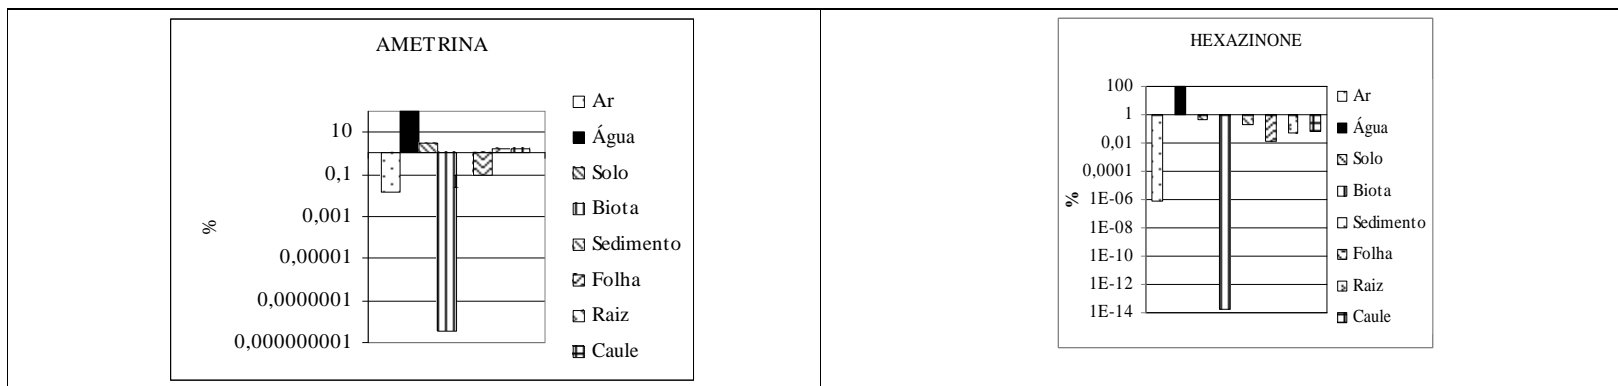 AMETRINA
10
0,1
0,001
0,00001
0,0000001
0,000000001
%
Ar
Água
Solo
Biota
Sedimento
Folha
Raiz
Caule
HEXAZINONE
100
1
0,01
0,0001
1E-06
1E-08
1E-10
1E-12
1E-14
%
Ar
Água
Solo
Biota
Sedimento
Folha
Raiz
Caule